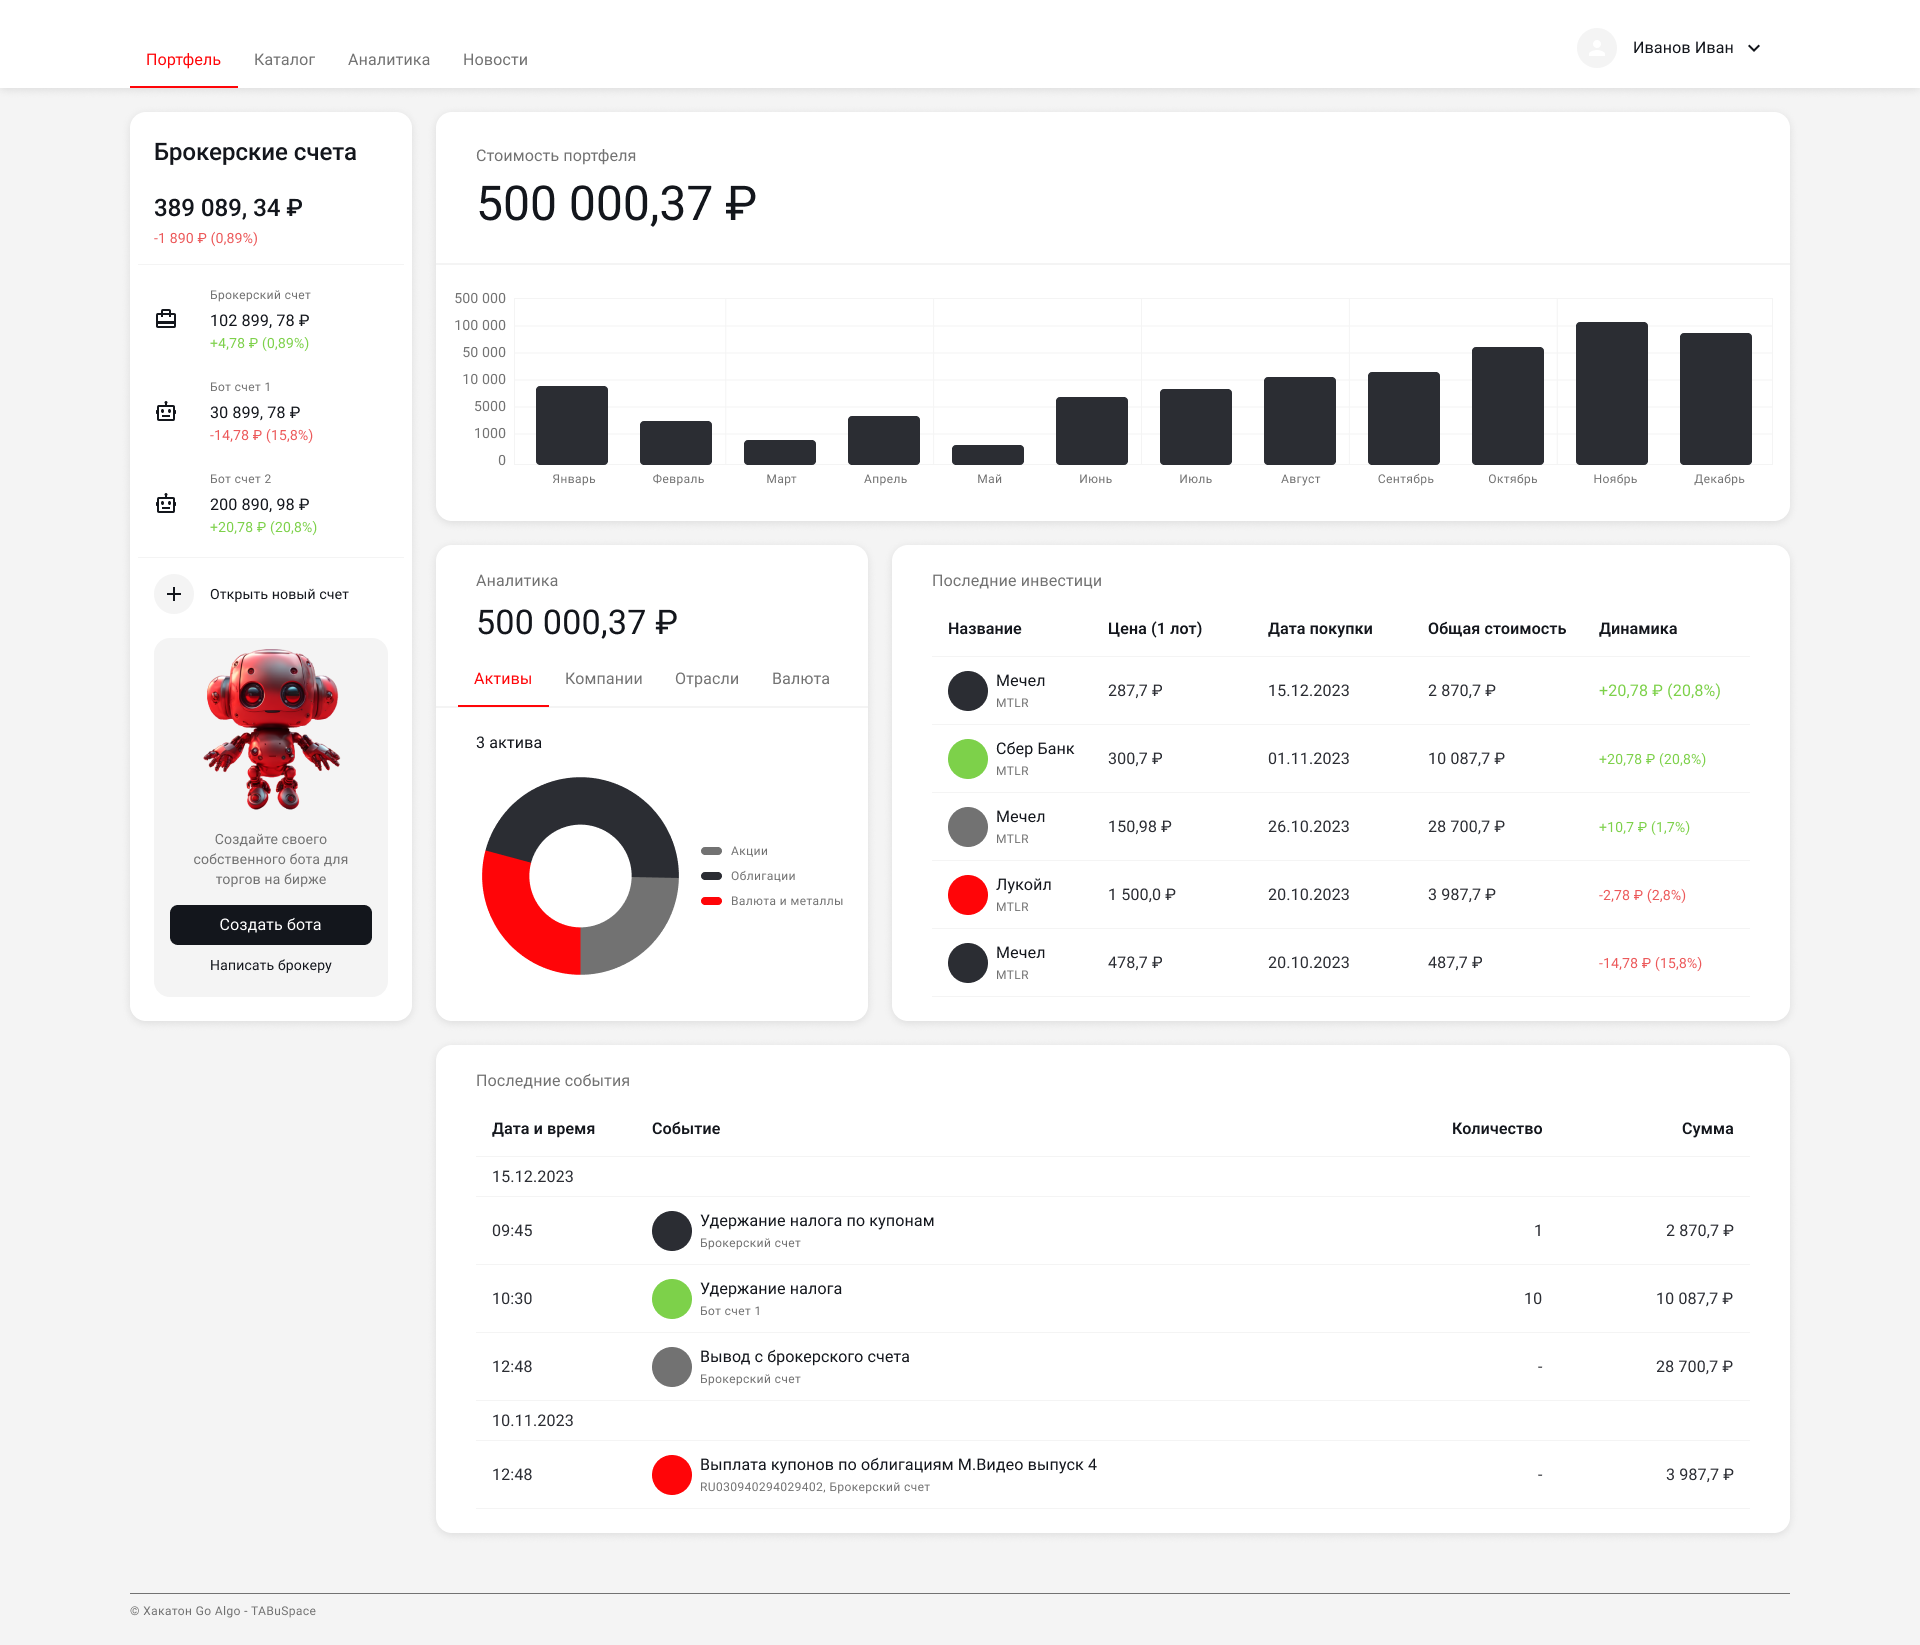 Портфель
Каталог
Аналитика
Новости
Иванов Иван
Брокерские счета
389 089, 34 ₽
-1 890 ₽ (0,89%)
Брокерский счет
102 899, 78 ₽
+4,78 ₽ (0,89%)
Бот счет 1
30 899, 78 ₽
-14,78 ₽ (15,8%)
Бот счет 2
200 890, 98 ₽
+20,78 ₽ (20,8%)
Открыть новый счет
Создайте своего
собственного бота для
торгов на бирже
Создать бота
Написать брокеру
Стоимость портфеля
500 000,37 ₽
500 000
100 000
50 000
10 000
5000
1000
0
Январь
Февраль
Март
Апрель
Май
Июнь
Июль
Август
Сентябрь
Октябрь
Ноябрь
Декабрь
Аналитика
500 000,37 ₽
Активы
Компании
Отрасли
Валюта
3 актива
Акции
Облигации
Валюта и металлы
Последние инвестици
Название Цена (1 лот) Дата покупки Общая стоимость Динамика
Мечел
MTLR
287,7 ₽ 15.12.2023 2 870,7 ₽ +20,78 ₽ (20,8%)
Сбер Банк
MTLR
300,7 ₽ 01.11.2023 10 087,7 ₽ +20,78 ₽ (20,8%)
Мечел
MTLR
150,98 ₽ 26.10.2023 28 700,7 ₽ +10,7 ₽ (1,7%)
Лукойл
MTLR
1 500,0 ₽ 20.10.2023 3 987,7 ₽ -2,78 ₽ (2,8%)
Мечел
MTLR
478,7 ₽ 20.10.2023 487,7 ₽ -14,78 ₽ (15,8%)
Последние события
Дата и время Событие Количество Сумма
15.12.2023
09:45 Удержание налога по купонам 1 2 870,7 ₽
Брокерский счет
10:30 Удержание налога 10 10 087,7 ₽
Бот счет 1
12:48 Вывод с брокерского счета - 28 700,7 ₽
Брокерский счет
10.11.2023
12:48 Выплата купонов по облигациям М.Видео выпуск 4 - 3 987,7 ₽
RU030940294029402, Брокерский счет
© Хакатон Go Algo - TABuSpace